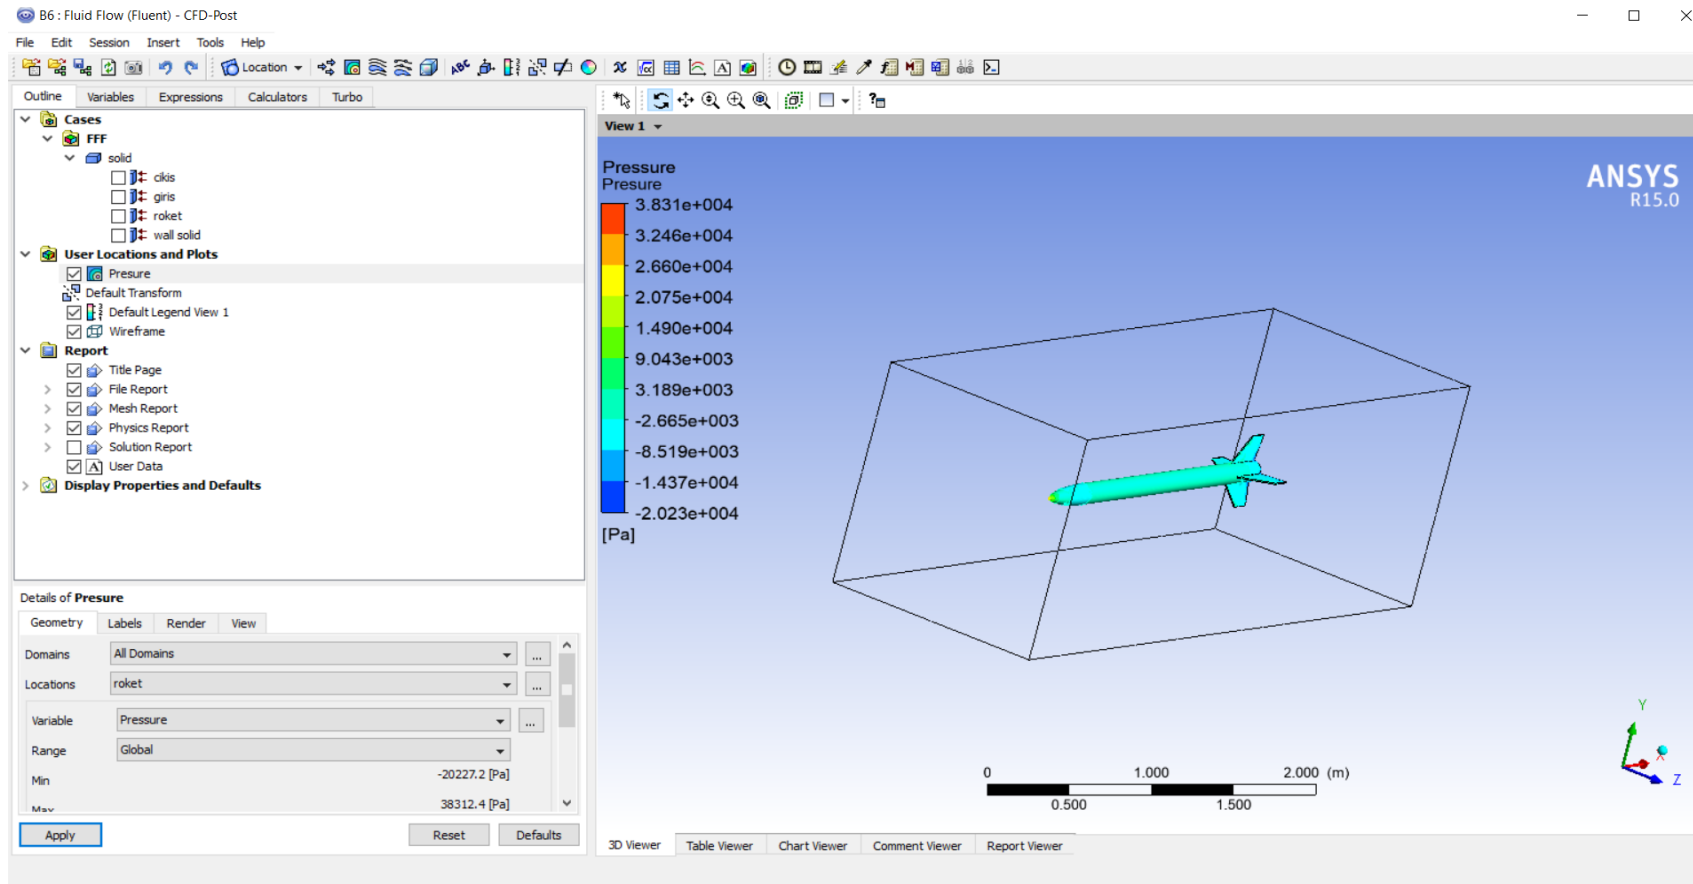 B6 : Fluid Flow (Fluent) - CFD-Post
File Edit Session Insert Tools Help
Location
Outline Variables Expressions Calculators Turbo
Cases
FFF
solid
cikis
giris
roket
wall solid
User Locations and Plots
Presure
Default Transform
Default Legend View 1
Wireframe
Report
Title Page
File Report
Mesh Report
Physics Report
Solution Report
A User Data
Display Properties and Defaults
Details of Presure
Geometry Labels Render View
Domains All Domains ...
Locations roket ...
Variable Pressure ...
Range Global
Min -20227.2 [Pa]
Max 38312.4 [Pa]
Apply Reset Defaults
View 1
Pressure
Presure
3.831e+004
3.246e+004
2.660e+004
2.075e+004
1.490e+004
9.043e+003
3.189e+003
-2.665e+003
-8.519e+003
-1.437e+004
-2.023e+004
[Pa]
ANSYS
R15.0
Y
X
Z
0 1.000 2.000 (m)
0.500 1.500
3D Viewer Table Viewer Chart Viewer Comment Viewer Report Viewer